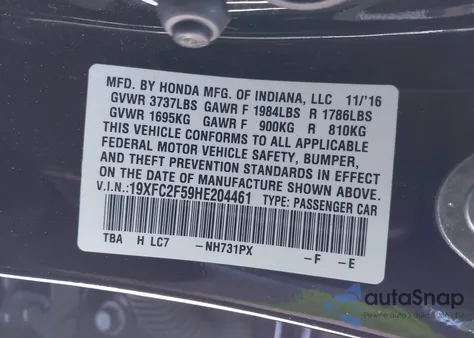 MFD. BY HONDA MFG. OF INDIANA, LLC 11/'16
GVWR 3737LBS GAWR F 1984LBS R 1786LBS
GVWR 1695KG GAWR F 900KG R 810KG
THIS VEHICLE CONFORMS TO ALL APPLICABLE
FEDERAL MOTOR VEHICLE SAFETY, BUMPER,
AND THEFT PREVENTION STANDARDS IN EFFECT
ON THE DATE OF MANUFACTURE SHOWN ABOVE.
V.I.N.:19XFC2F59HE204461 TYPE: PASSENGER CAR
TBA H LC7 –NH731PX –F –E
autoSnap